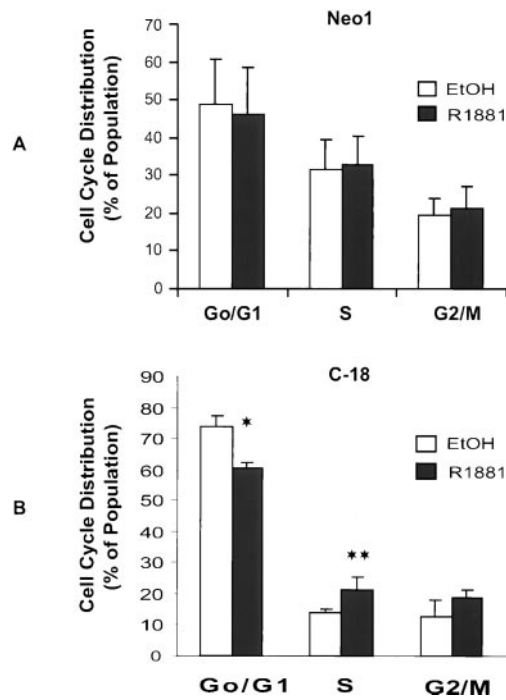 Neo1
A
Cell Cycle Distribution
(% of Population)
70
60
50
40
30
20
10
0
EtOH
R1881
Go/G1 S G2/M
C-18
B
Cell Cycle Distribution
(% of Population)
90
80
70
60
50
40
30
20
10
0
*
**
EtOH
R1881
Go/G1 S G2/M